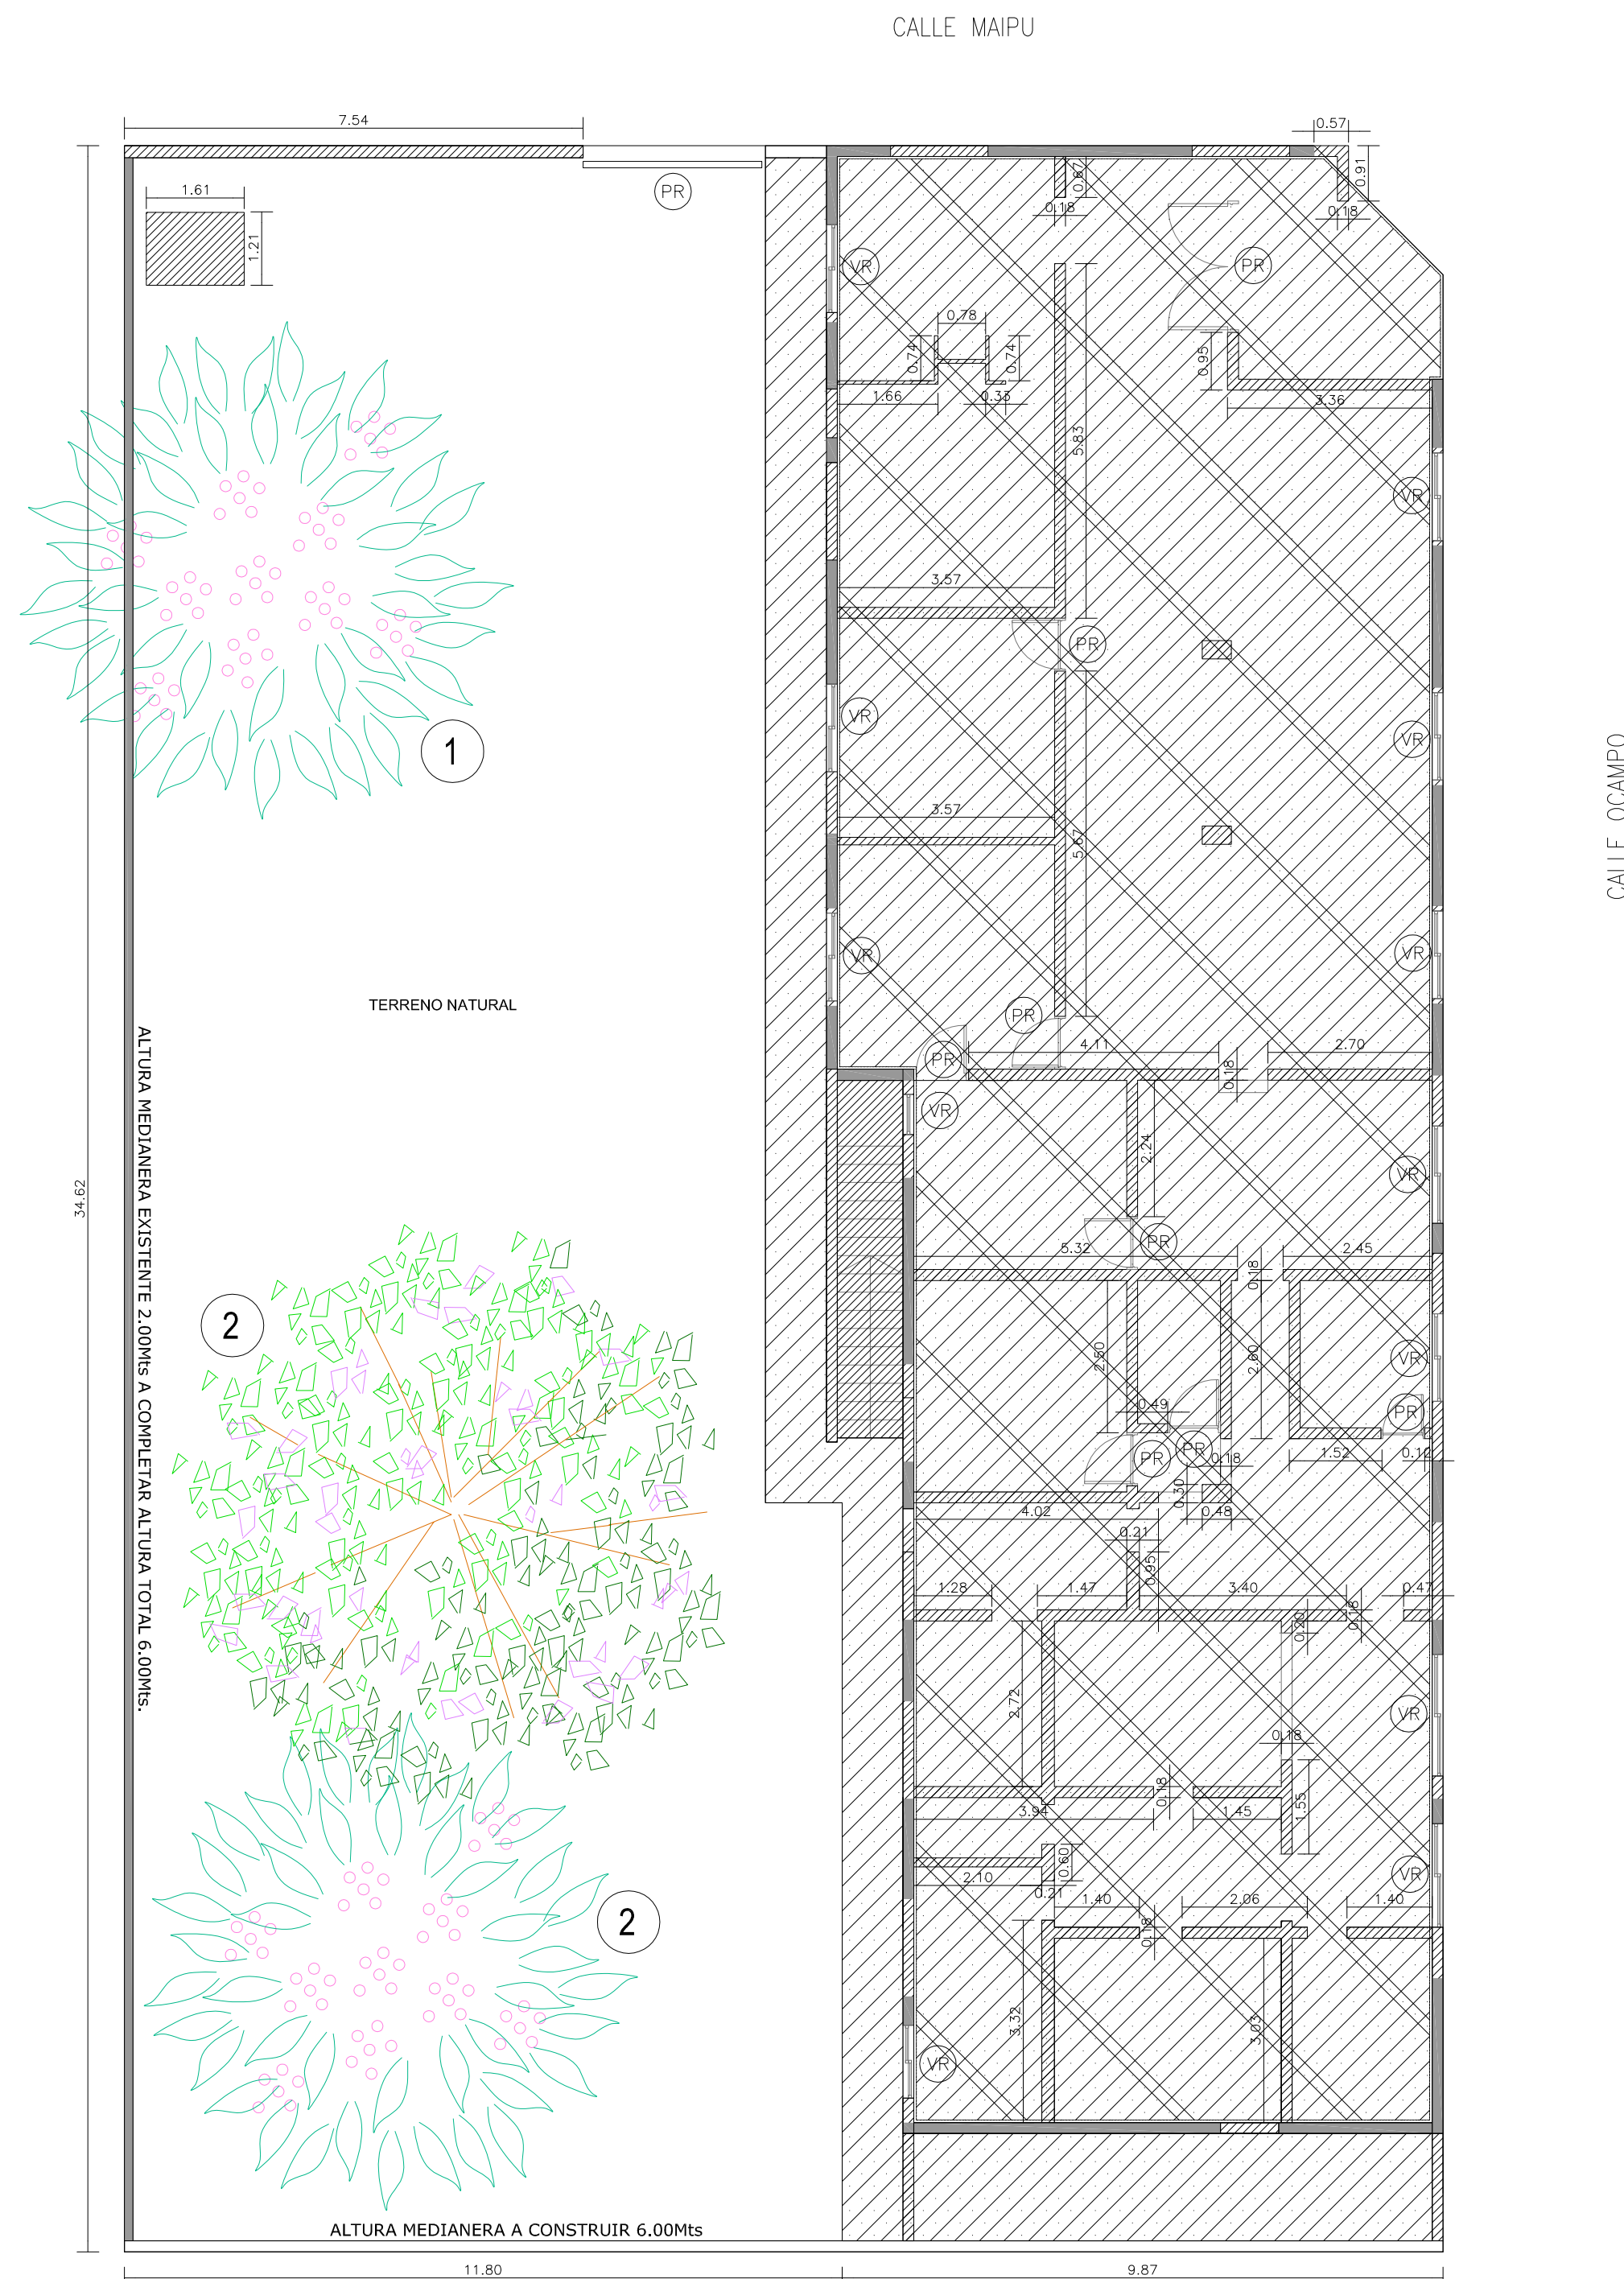 CALLE MAIPU
7.54
0.57
PR
0.67
0.91
1.61
0.18
0.18
1.21
VR
PR
0.78
0.74
0.74
0.95
1.66
0.33
3.36
5.83
VR
3.57
PR
VR
1
VR
CALLE OCAMPO
3.57
5.67
VR
VR
TERRENO NATURAL
PR
PR
4.11
2.70
0.18
VR
2.24
VR
34.62
ALTURA MEDIANERA EXISTENTE 2.00Mts A COMPLETAR ALTURA TOTAL 6.00Mts.
PR
5.32
0.18
2.45
2
2.50
2.60
VR
0.49
PR
PR
PR
0.18
1.52
0.12
0.30
4.02
0.48
0.21
0.95
1.28
1.47
3.40
0.47
0.18
0.20
2.72
VR
0.18
0.18
3.94
1.45
1.55
0.60
VR
2.10
0.21
1.40
2.06
1.40
0.18
2
3.32
3.03
VR
ALTURA MEDIANERA A CONSTRUIR 6.00Mts
11.80
9.87